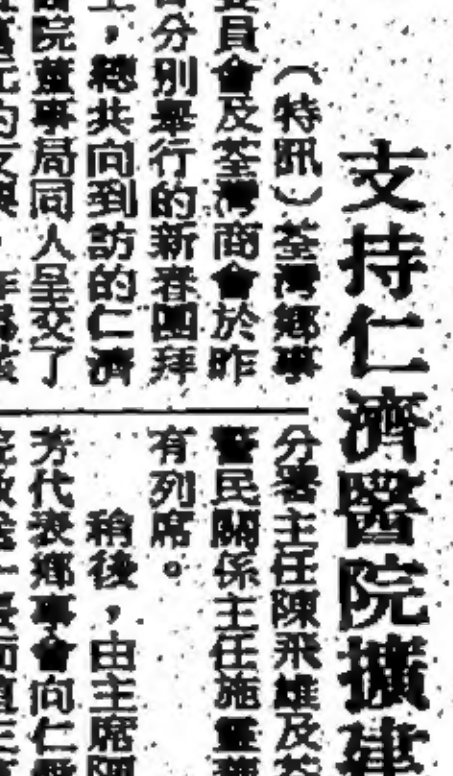 支持仁濟醫院擴建
（特訊）荃灣鄉事
委員會及荃灣商會於昨
分別舉行的新春團拜
，總共向到訪的仁濟
醫院董事局同人呈交了
分署主任陳飛雄及荃
警民關係主任施
有列席。
稍後，由主席陳
芳代表鄉事會向仁